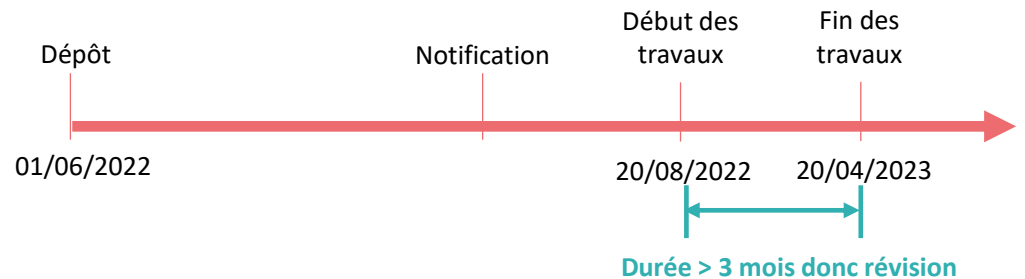 Dépôt
Notification
Début des
travaux
Fin des
travaux
01/06/2022
20/08/2022
20/04/2023
Durée > 3 mois donc révision